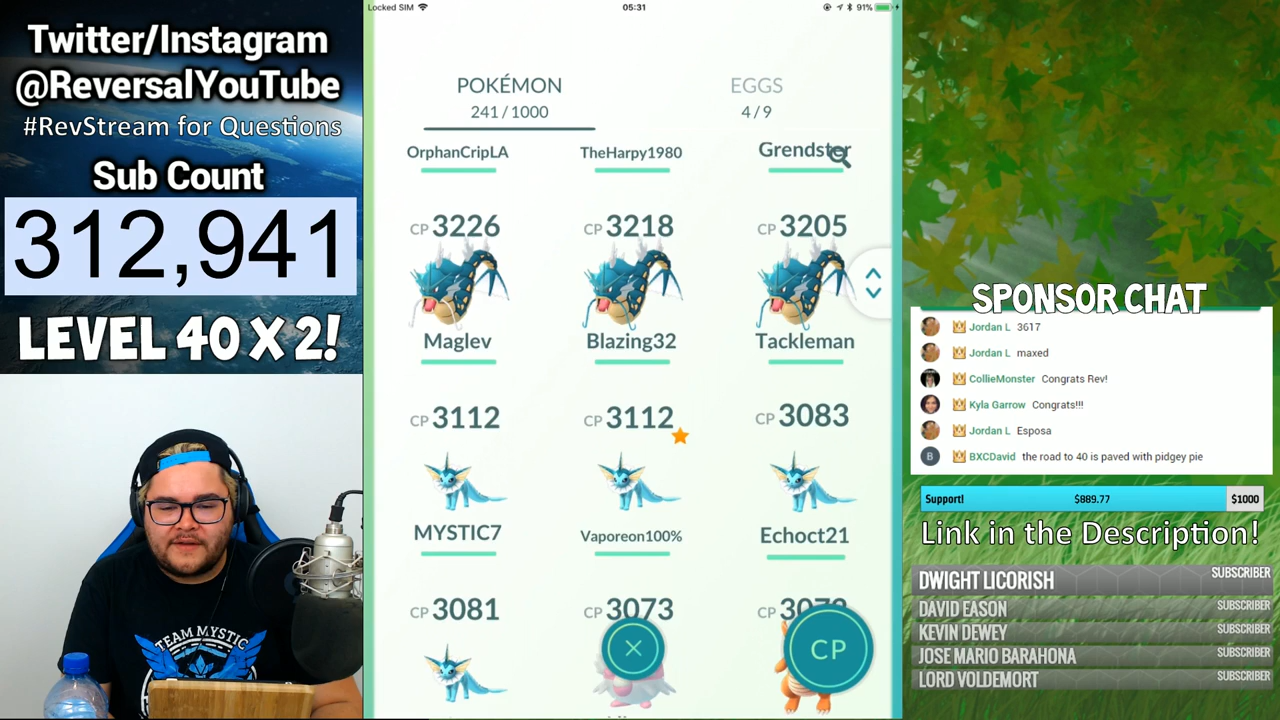 Twitter/Instagram
@ReversalYouTube
#RevStream for Questions
Sub Count
312,941
LEVEL 40 X 2!
TEAM MYSTIC
Locked SIM
05:31
91%
POKÉMON
241 / 1000
EGGS
4 / 9
OrphanCripLA
TheHarpy1980
Grendster
CP 3226
CP 3218
CP 3205
Maglev
Blazing32
Tackleman
CP 3112
CP 3112
CP 3083
MYSTIC7
Vaporeon100%
Echoct21
CP 3081
CP 3073
CP
CP
SPONSOR CHAT
Jordan L 3617
Jordan L maxed
CollieMonster Congrats Rev!
Kyla Garrow Congrats!!!
Jordan L Esposa
B BXCDavid the road to 40 is paved with pidgey pie
Support! $889.77 $1000
Link in the Description!
DWIGHT LICORISH SUBSCRIBER
DAVID EASON SUBSCRIBER
KEVIN DEWEY SUBSCRIBER
JOSE MARIO BARAHONA SUBSCRIBER
LORD VOLDEMORT SUBSCRIBER